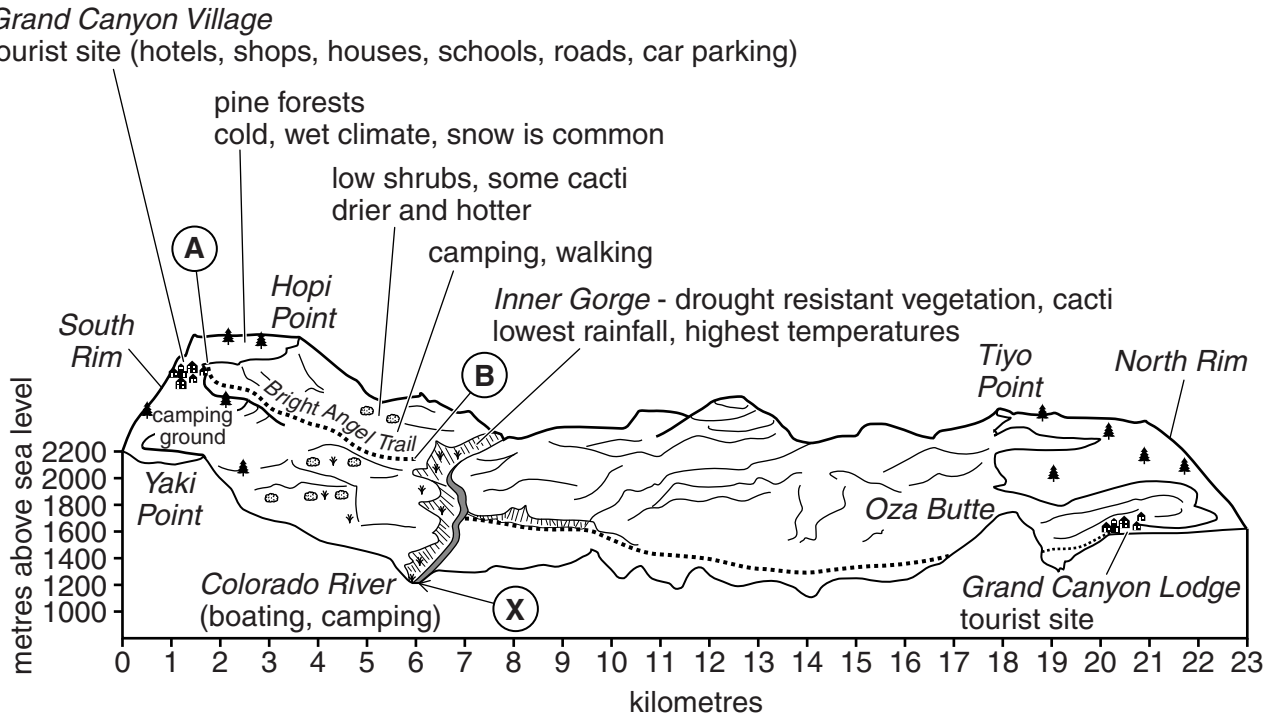 Grand Canyon Village
ourist site (hotels, shops, houses, schools, roads, car parking)
pine forests
cold, wet climate, snow is common
low shrubs, some cacti
drier and hotter
camping, walking
A
Hopi
Point
Inner Gorge - drought resistant vegetation, cacti
lowest rainfall, highest temperatures
South
Rim
B
Tiyo
Point
North Rim
Bright Angel Trail
camping
ground
Yaki
Point
Oza Butte
Colorado River
(boating, camping)
X
Grand Canyon Lodge
tourist site
metres above sea level
2200
2000
1800
1600
1400
1200
1000
0 1 2 3 4 5 6 7 8 9 10 11 12 13 14 15 16 17 18 19 20 21 22 23
kilometres